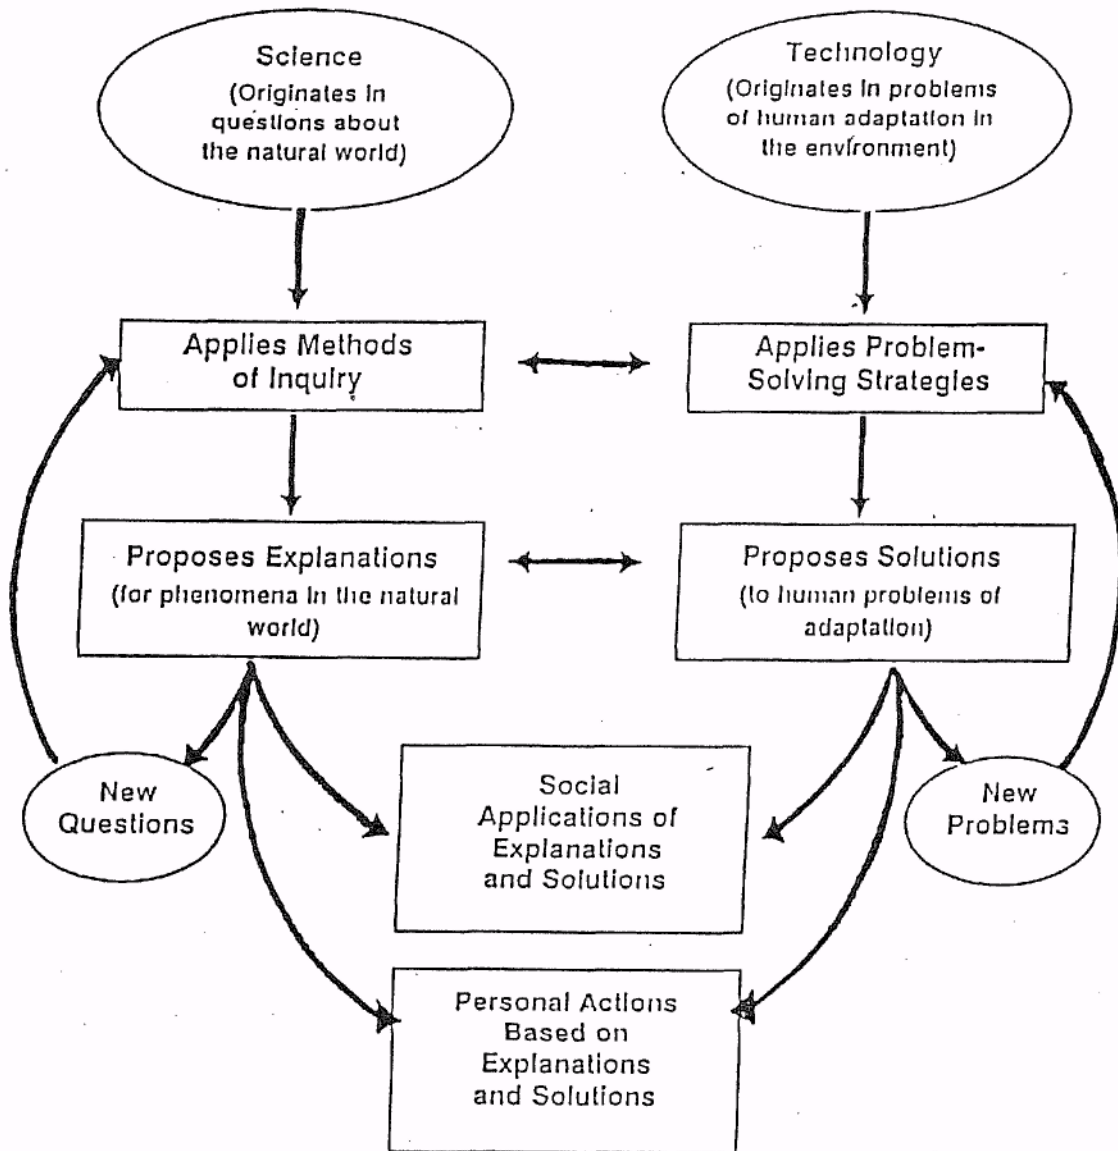 Science
(Originates in
questions about
the natural world)
Technology
(Originates in problems
of human adaptation in
the environment)
Applies Methods
of Inquiry
Applies Problem-
Solving Strategies
Proposes Explanations
(for phenomena in the natural
world)
Proposes Solutions
(to human problems of
adaptation)
New
Questions
Social
Applications of
Explanations
and Solutions
New
Problems
Personal Actions
Based on
Explanations
and Solutions